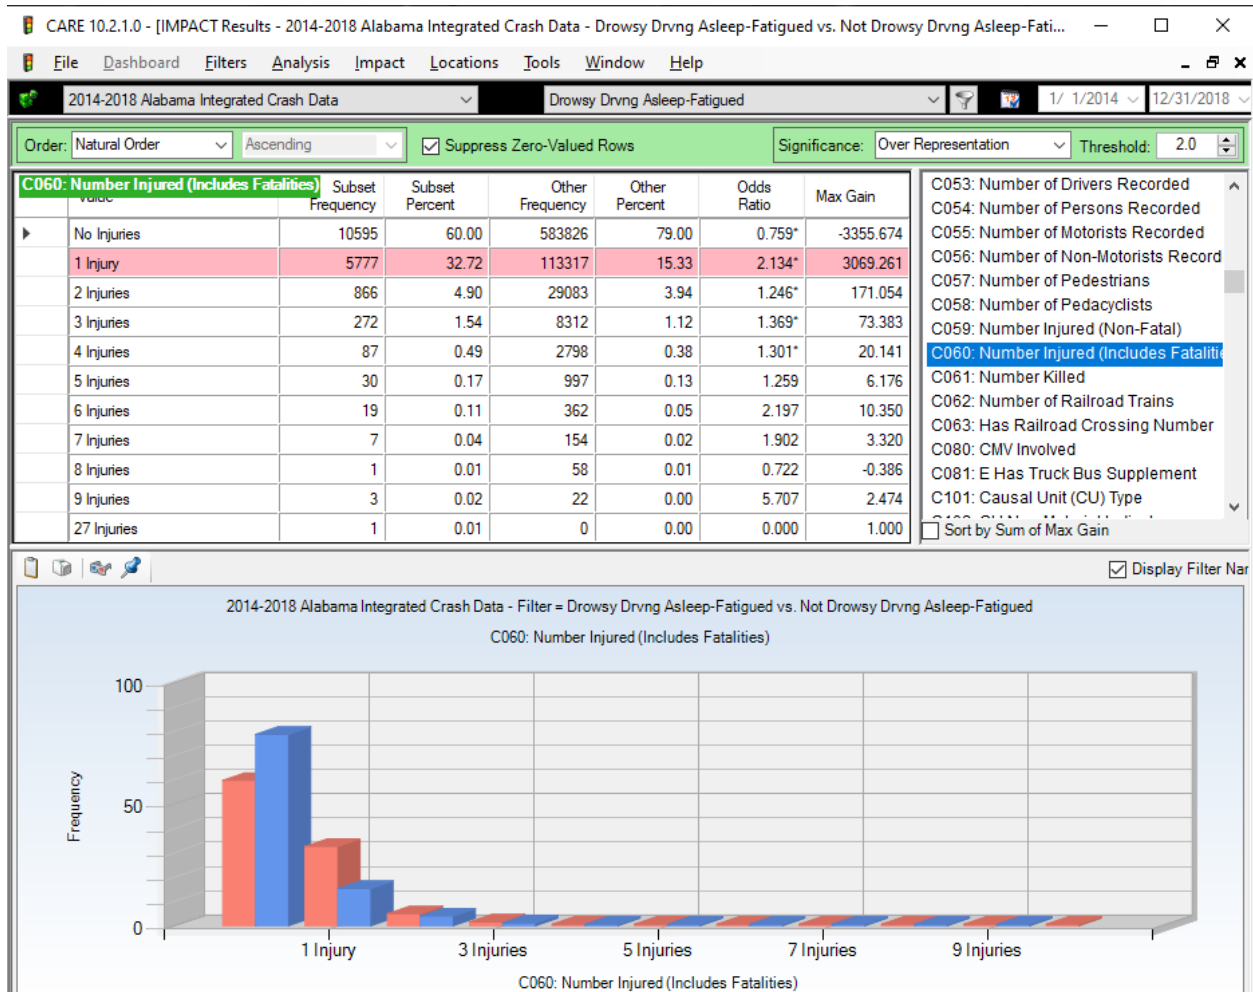 CARE 10.2.1.0 - [IMPACT Results - 2014-2018 Alabama Integrated Crash Data - Drowsy Drvng Asleep-Fatigued vs. Not Drowsy Drvng Asleep-Fati...
File Dashboard Filters Analysis Impact Locations Tools Window Help
2014-2018 Alabama Integrated Crash Data Drowsy Drvng Asleep-Fatigued 1/ 1/2014 12/31/2018
Order: Natural Order Ascending Suppress Zero-Valued Rows Significance: Over Representation Threshold: 2.0
C060: Number Injured (Includes Fatalities) Subset Frequency Subset Percent Other Frequency Other Percent Odds Ratio Max Gain
No Injuries 10595 60.00 583826 79.00 0.759* -3355.674
1 Injury 5777 32.72 113317 15.33 2.134* 3069.261
2 Injuries 866 4.90 29083 3.94 1.246* 171.054
3 Injuries 272 1.54 8312 1.12 1.369* 73.383
4 Injuries 87 0.49 2798 0.38 1.301* 20.141
5 Injuries 30 0.17 997 0.13 1.259 6.176
6 Injuries 19 0.11 362 0.05 2.197 10.350
7 Injuries 7 0.04 154 0.02 1.902 3.320
8 Injuries 1 0.01 58 0.01 0.722 -0.386
9 Injuries 3 0.02 22 0.00 5.707 2.474
27 Injuries 1 0.01 0 0.00 0.000 1.000
C053: Number of Drivers Recorded
C054: Number of Persons Recorded
C055: Number of Motorists Recorded
C056: Number of Non-Motorists Record
C057: Number of Pedestrians
C058: Number of Pedacyclists
C059: Number Injured (Non-Fatal)
C060: Number Injured (Includes Fatalitie
C061: Number Killed
C062: Number of Railroad Trains
C063: Has Railroad Crossing Number
C080: CMV Involved
C081: E Has Truck Bus Supplement
C101: Causal Unit (CU) Type
Sort by Sum of Max Gain
Display Filter Nar
2014-2018 Alabama Integrated Crash Data - Filter = Drowsy Drvng Asleep-Fatigued vs. Not Drowsy Drvng Asleep-Fatigued
C060: Number Injured (Includes Fatalities)
Frequency
100
50
0
1 Injury 3 Injuries 5 Injuries 7 Injuries 9 Injuries
C060: Number Injured (Includes Fatalities)